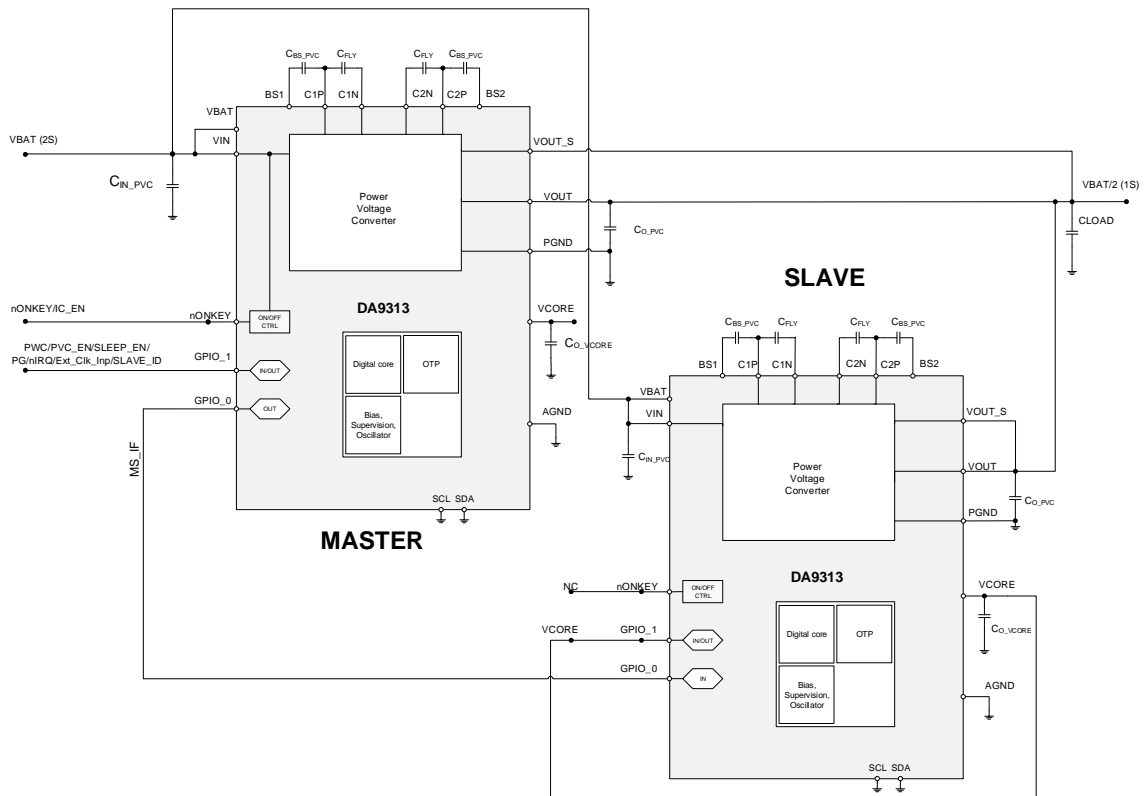 CBS_PVC CFLY CFLY CBS_PVC
BS1 C1P C1N C2N C2P BS2
VBAT
VBAT (2S)
VIN
VOUT_S
CIN_PVC
VBAT/2 (1S)
Power
Voltage
Converter
VOUT
CO_PVC
CLOAD
PGND
SLAVE
DA9313
nONKEY/IC_EN
nONKEY
ON/OFF
CTRL
VCORE
CO_VCORE
PWC/PVC_EN/SLEEP_EN/
PG/nIRQ/Ext_Clk_Inp/SLAVE_ID
GPIO_1
IN/OUT
Digital core
OTP
GPIO_0
OUT
Bias,
Supervision,
Oscillator
AGND
MS_IF
SCL SDA
MASTER
CBS_PVC CFLY CFLY CBS_PVC
BS1 C1P C1N C2N C2P BS2
VBAT
VIN
VOUT_S
CIN_PVC
Power
Voltage
Converter
VOUT
CO_PVC
PGND
DA9313
NC
nONKEY
ON/OFF
CTRL
VCORE
CO_VCORE
VCORE
GPIO_1
IN/OUT
Digital core
OTP
GPIO_0
IN
Bias,
Supervision,
Oscillator
AGND
SCL SDA